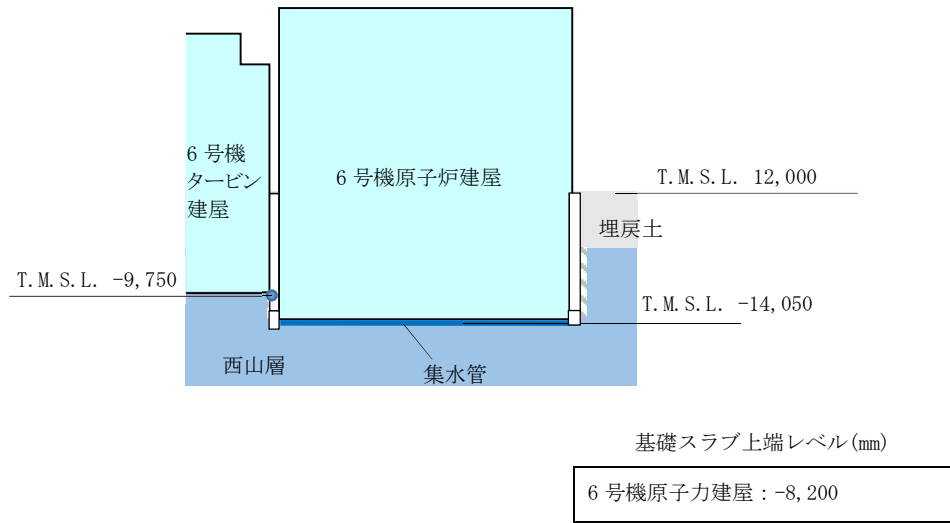 6 号機
タービン
建屋
6 号機原子炉建屋
T.M.S.L. 12,000
埋戻土
T.M.S.L. -9,750
T.M.S.L. -14,050
西山層
集水管
基礎スラブ上端レベル(㎜)
6 号機原子力建屋：-8,200